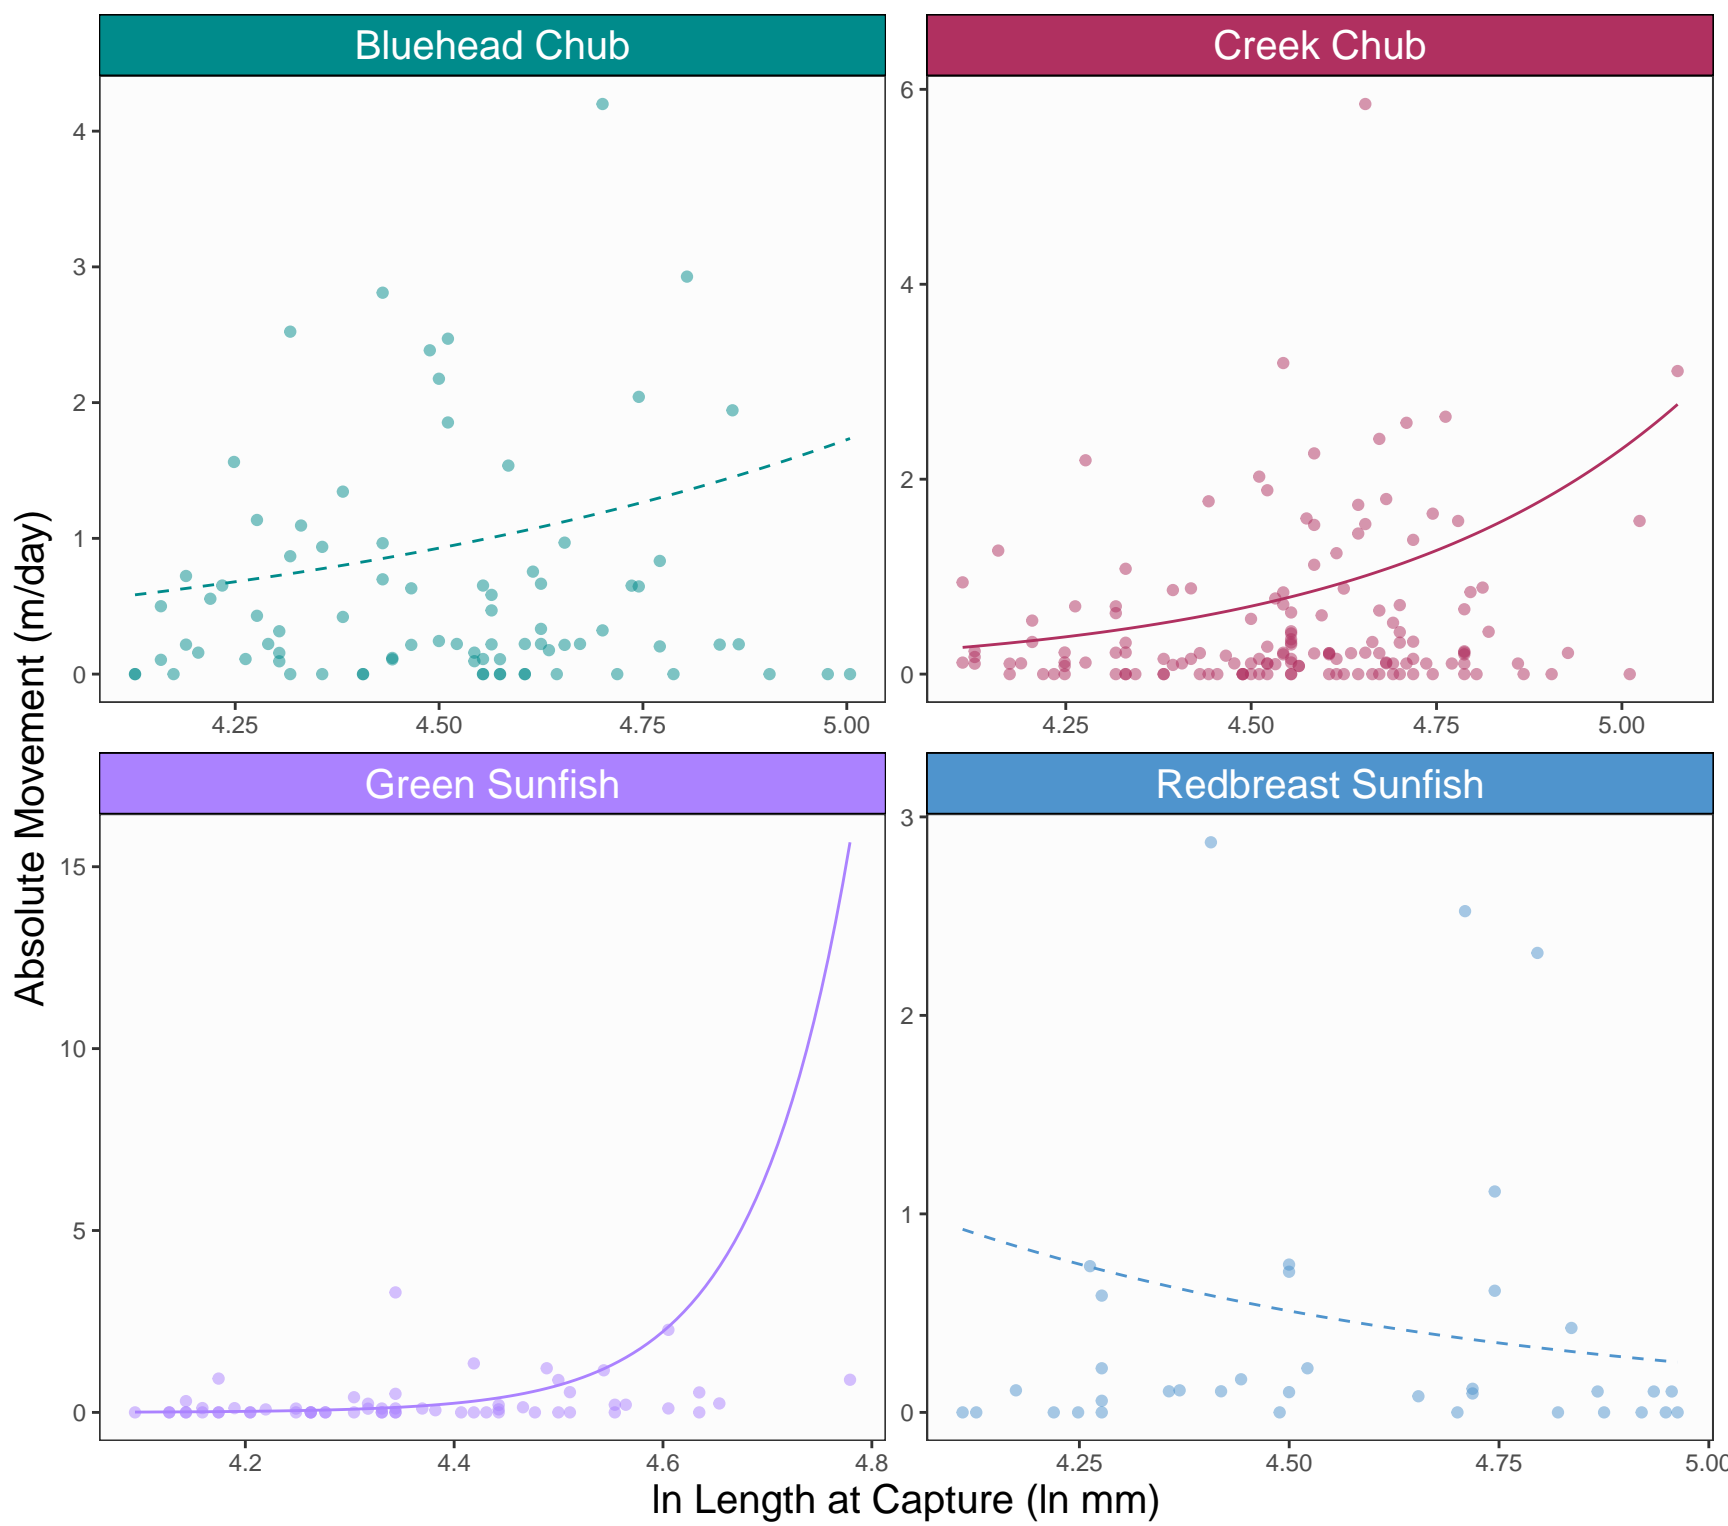 Bluehead Chub
Creek Chub
4
3
2
1
0
6
4
2
0
4.25 4.50 4.75 5.00
4.25 4.50 4.75 5.00
Absolute Movement (m/day)
Green Sunfish
Redbreast Sunfish
15
10
5
0
3
2
1
0
4.2 4.4 4.6 4.8
4.25 4.50 4.75 5.00
ln Length at Capture (ln mm)